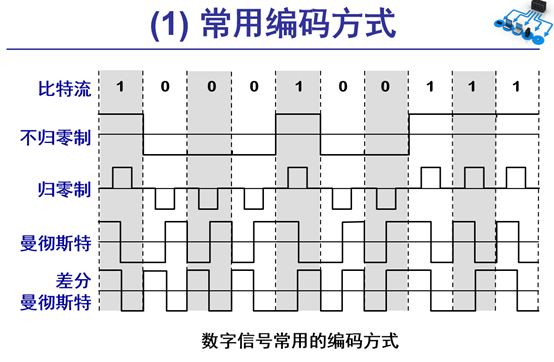 (1) 常用编码方式
比特流 1 0 0 0 1 0 0 1 1 1
不归零制
归零制
曼彻斯特
差分
曼彻斯特
数字信号常用的编码方式